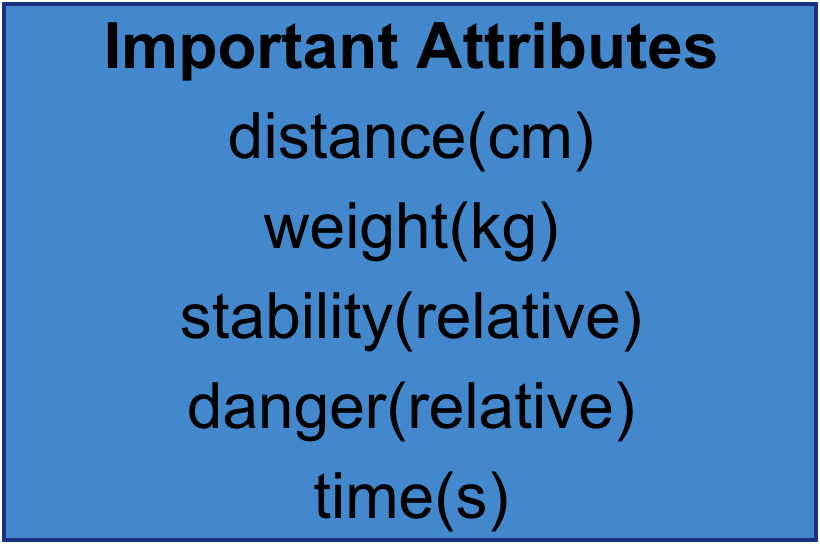 Important Attributes
distance(cm)
weight(kg)
stability(relative)
danger(relative)
time(s)